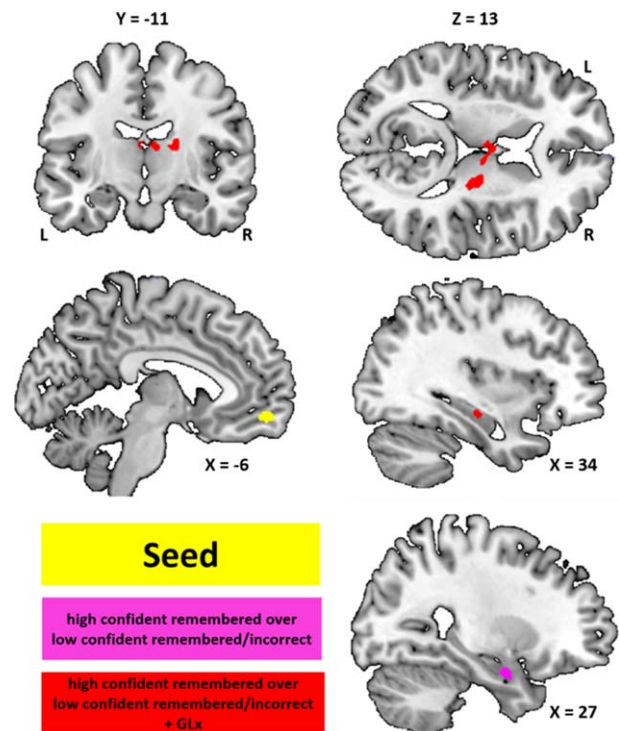 Y = -11
Z = 13
L
L
R
R
X = -6
X = 34
Seed
high confident remembered over
low confident remembered/incorrect
high confident remembered over
low confident remembered/incorrect
+ GLx
X = 27